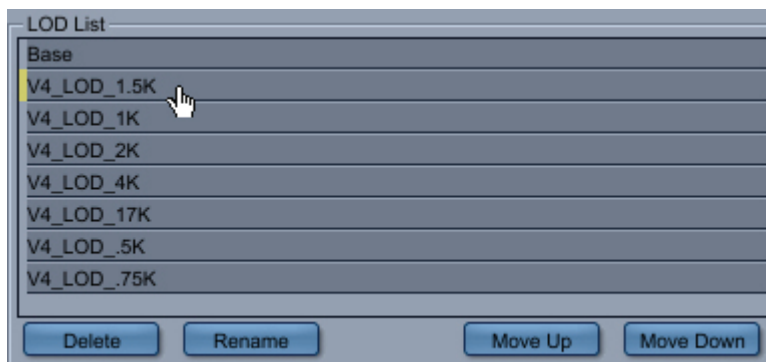 LOD List
Base
V4_LOD_1.5K
V4_LOD_1K
V4_LOD_2K
V4_LOD_4K
V4_LOD_17K
V4_LOD_.5K
V4_LOD_.75K
Delete Rename Move Up Move Down